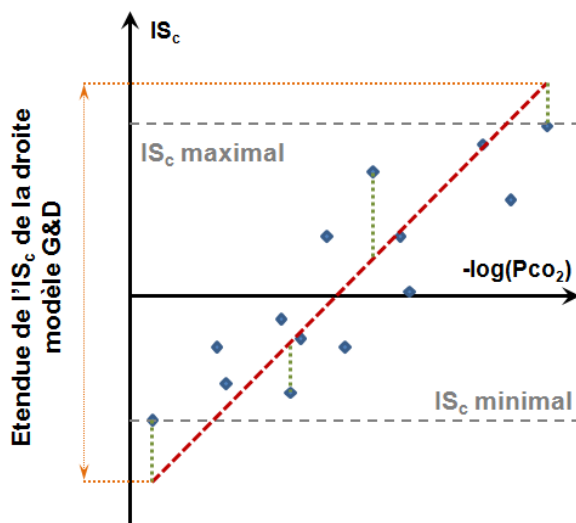 ISc
ISc maximal
-log(Pco2)
ISc minimal
Etendue de l'ISc de la droite
modèle G&D